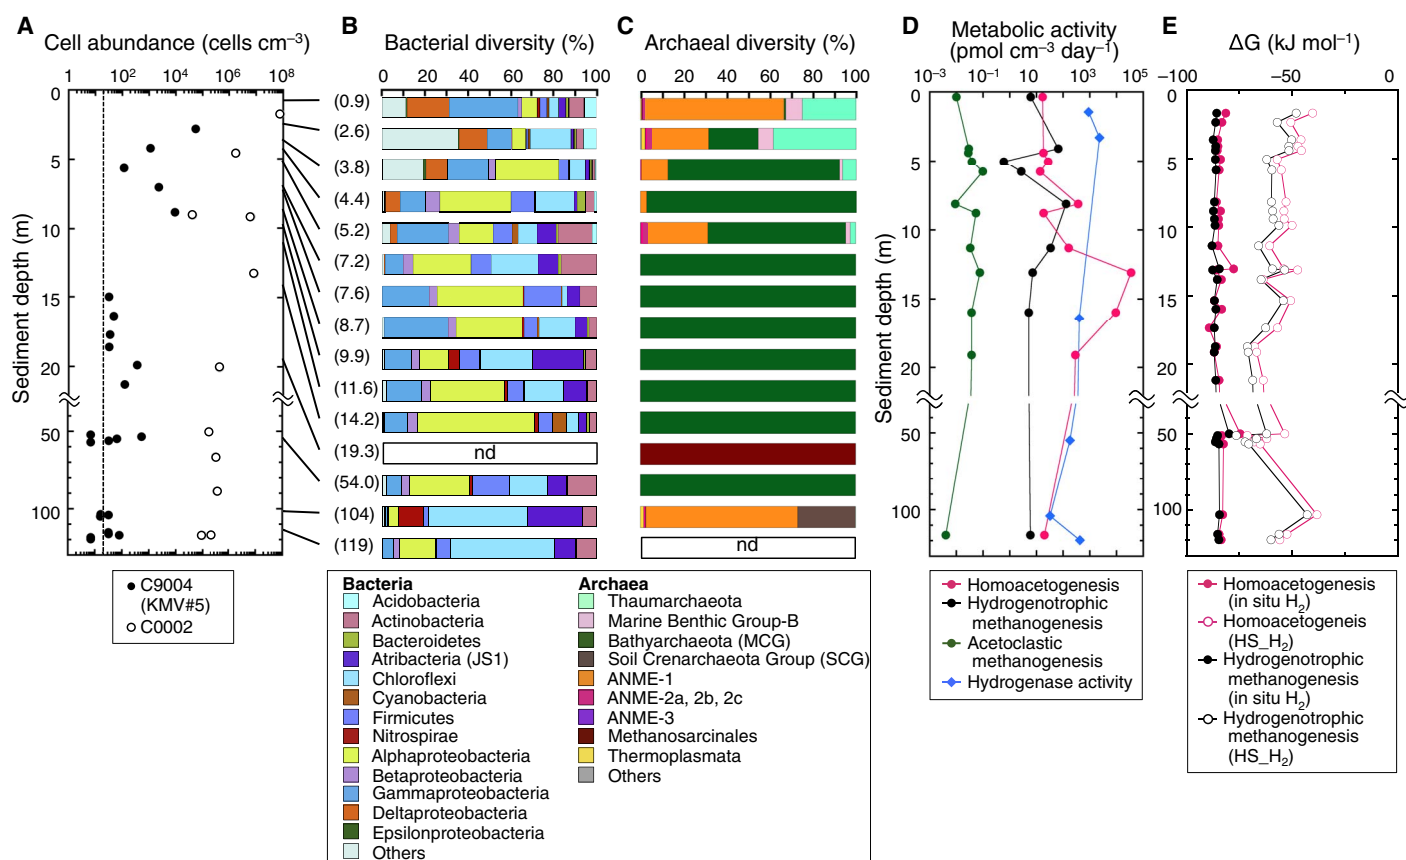 A Cell abundance (cells cm⁻³)
1 10² 10⁴ 10⁶ 10⁸
Sediment depth (m)
0
5
10
15
20
50
100
C9004
(KMV#5)
C0002
B Bacterial diversity (%)
0 20 40 60 80 100
(0.9)
(2.6)
(3.8)
(4.4)
(5.2)
(7.2)
(7.6)
(8.7)
(9.9)
(11.6)
(14.2)
(19.3)
nd
(54.0)
(104)
(119)
C Archaeal diversity (%)
0 20 40 60 80 100
nd
Bacteria
Acidobacteria
Actinobacteria
Bacteroidetes
Atribacteria (JS1)
Chloroflexi
Cyanobacteria
Firmicutes
Nitrospirae
Alphaproteobacteria
Betaproteobacteria
Gammaproteobacteria
Deltaproteobacteria
Epsilonproteobacteria
Others
Archaea
Thaumarchaeota
Marine Benthic Group-B
Bathyarchaeota (MCG)
Soil Crenarchaeota Group (SCG)
ANME-1
ANME-2a, 2b, 2c
ANME-3
Methanosarcinales
Thermoplasmata
Others
D Metabolic activity
(pmol cm⁻³ day⁻¹)
10⁻³ 10⁻¹ 10 10³ 10⁵
Sediment depth (m)
0
5
10
15
20
50
100
Homoacetogenesis
Hydrogenotrophic
methanogenesis
Acetoclastic
methanogenesis
Hydrogenase activity
E ΔG (kJ mol⁻¹)
−100 −50 0
0
5
10
15
20
50
100
Homoacetogenesis
(in situ H₂)
Homoacetogeneis
(HS_H₂)
Hydrogenotrophic
methanogenesis
(in situ H₂)
Hydrogenotrophic
methanogenesis
(HS_H₂)